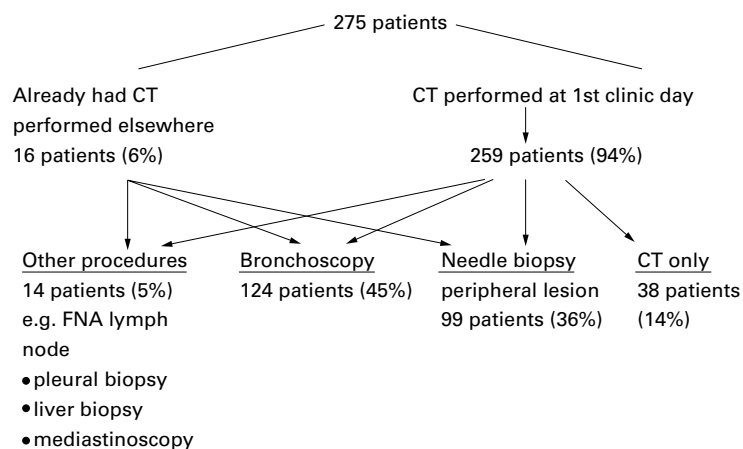 275 patients
Already had CT
performed elsewhere
16 patients (6%)
CT performed at 1st clinic day
259 patients (94%)
Other procedures
14 patients (5%)
e.g. FNA lymph
node
• pleural biopsy
• liver biopsy
• mediastinoscopy
Bronchoscopy
124 patients (45%)
Needle biopsy
peripheral lesion
99 patients (36%)
CT only
38 patients
(14%)